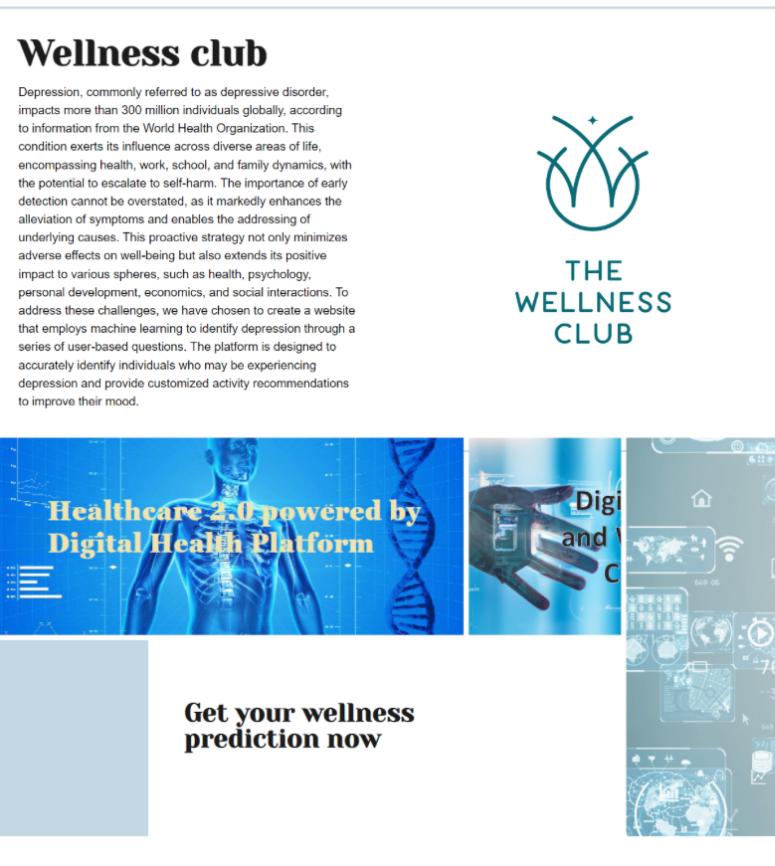 Wellness club
Depression, commonly referred to as depressive disorder,
impacts more than 300 million individuals globally, according
to information from the World Health Organization. This
condition exerts its influence across diverse areas of life,
encompassing health, work, school, and family dynamics, with
the potential to escalate to self-harm. The importance of early
detection cannot be overstated, as it markedly enhances the
alleviation of symptoms and enables the addressing of
underlying causes. This proactive strategy not only minimizes
adverse effects on well-being but also extends its positive
impact to various spheres, such as health, psychology,
personal development, economics, and social interactions. To
address these challenges, we have chosen to create a website
that employs machine learning to identify depression through a
series of user-based questions. The platform is designed to
accurately identify individuals who may be experiencing
depression and provide customized activity recommendations
to improve their mood.
THE
WELLNESS
CLUB
Healthcare 2.0 powered by
Digital Health Platform
Digi
and
C
Get your wellness
prediction now